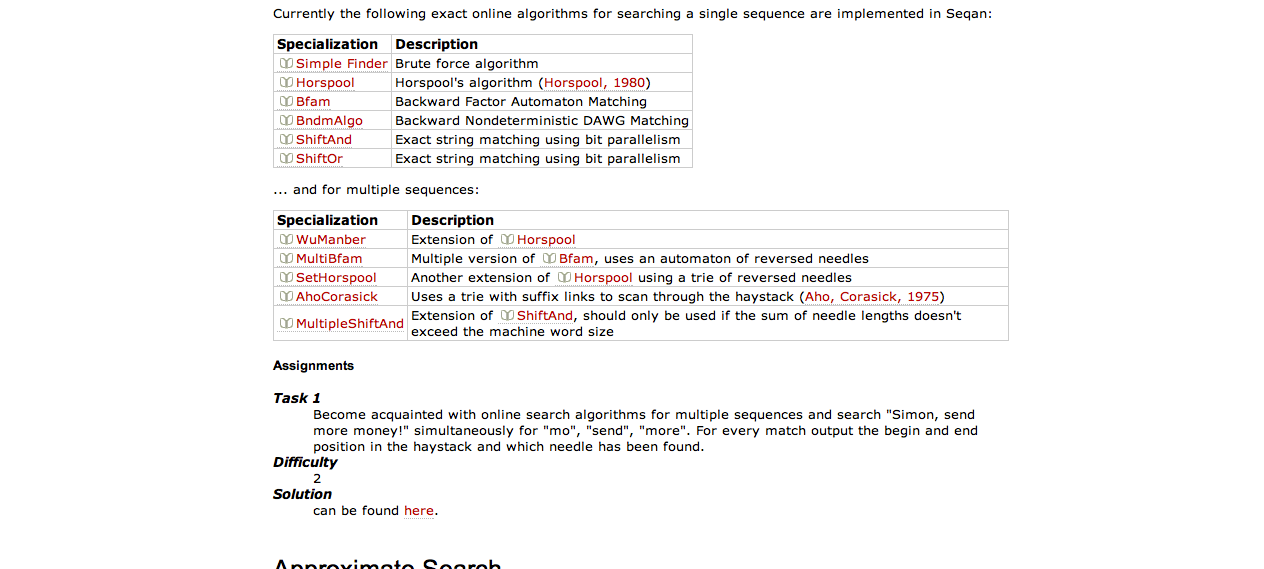 Currently the following exact online algorithms for searching a single sequence are implemented in Seqan:
Specialization Description
Simple Finder Brute force algorithm
Horspool Horspool's algorithm (Horspool, 1980)
Bfam Backward Factor Automaton Matching
BndmAlgo Backward Nondeterministic DAWG Matching
ShiftAnd Exact string matching using bit parallelism
ShiftOr Exact string matching using bit parallelism
... and for multiple sequences:
Specialization Description
WuManber Extension of Horspool
MultiBfam Multiple version of Bfam, uses an automaton of reversed needles
SetHorspool Another extension of Horspool using a trie of reversed needles
AhoCorasick Uses a trie with suffix links to scan through the haystack (Aho, Corasick, 1975)
MultipleShiftAnd Extension of ShiftAnd, should only be used if the sum of needle lengths doesn't
exceed the machine word size
Assignments
Task 1
Become acquainted with online search algorithms for multiple sequences and search "Simon, send
more money!" simultaneously for "mo", "send", "more". For every match output the begin and end
position in the haystack and which needle has been found.
Difficulty
2
Solution
can be found here.
Approximate Search